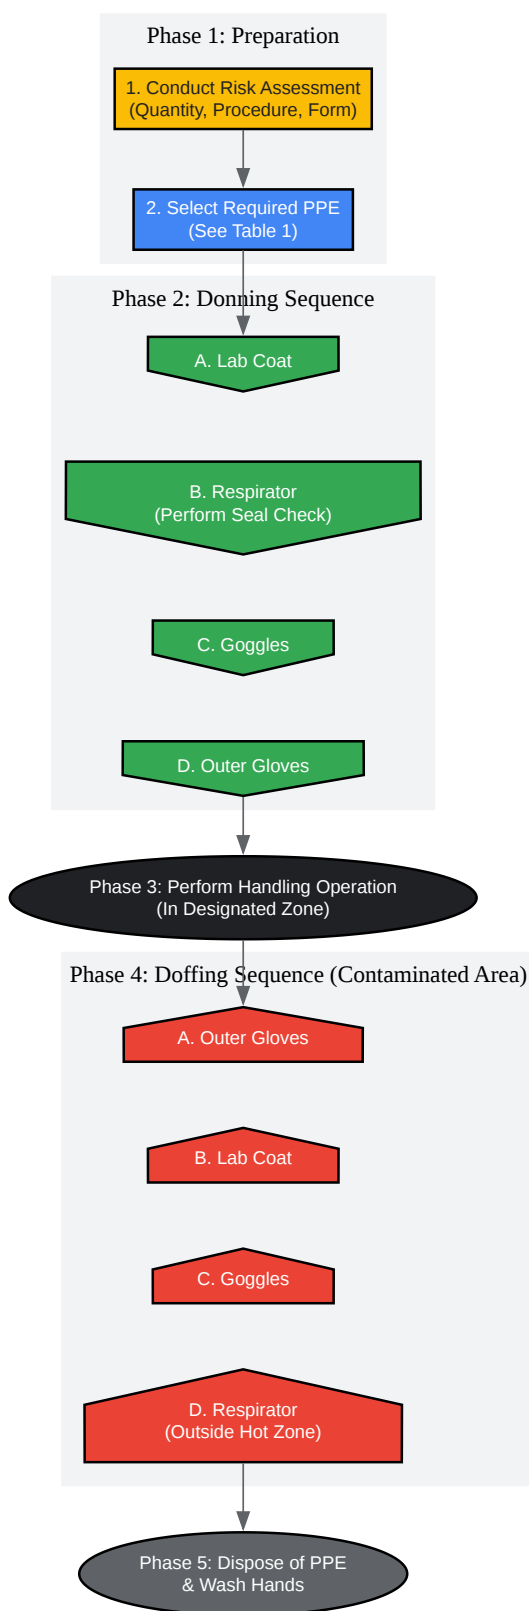 Phase 1: Preparation
1. Conduct Risk Assessment
(Quantity, Procedure, Form)
2. Select Required PPE
(See Table 1)
Phase 2: Donning Sequence
A. Lab Coat
B. Respirator
(Perform Seal Check)
C. Goggles
D. Outer Gloves
Phase 3: Perform Handling Operation
(In Designated Zone)
Phase 4: Doffing Sequence (Contaminated Area)
A. Outer Gloves
B. Lab Coat
C. Goggles
D. Respirator
(Outside Hot Zone)
Phase 5: Dispose of PPE
& Wash Hands